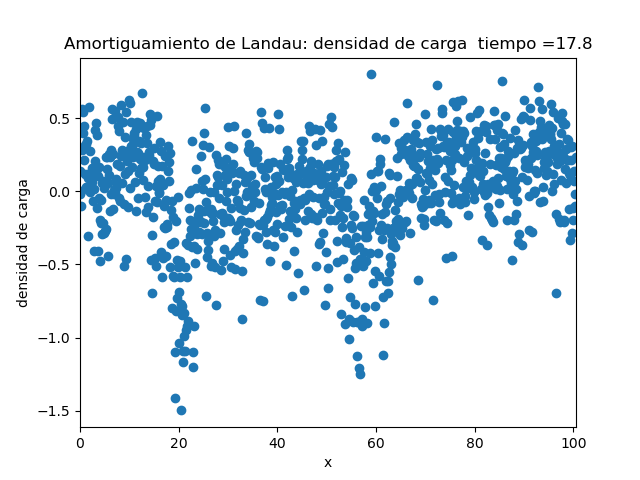 Amortiguamiento de Landau: densidad de carga  tiempo =17.8
densidad de carga
0.5
0.0
−0.5
−1.0
−1.5
0 20 40 60 80 100
x